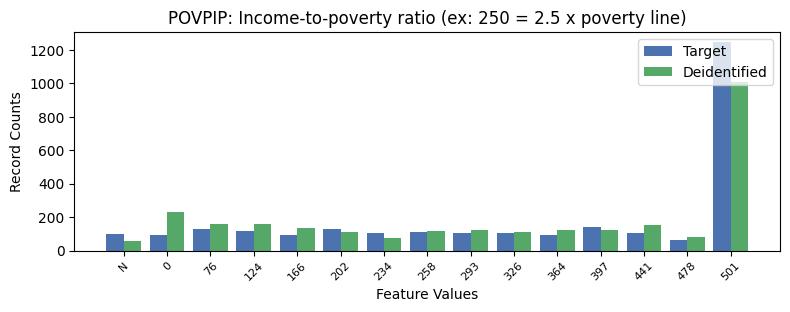 POVPIP: Income-to-poverty ratio (ex: 250 = 2.5 x poverty line)
Record Counts
1200
1000
800
600
400
200
0
Target
Deidentified
N 0 76 124 166 202 234 258 293 326 364 397 441 478 501
Feature Values